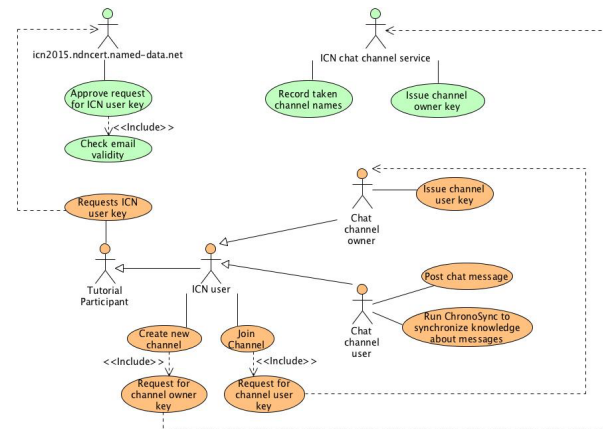 icn2015.ndncert.named-data.net
ICN chat channel service
Approve request
for ICN user key
<<Include>>
Check email
validity
Record taken
channel names
Issue channel
owner key
Requests ICN
user key
Tutorial
Participant
ICN user
Chat
channel
owner
Issue channel
user key
Chat
channel
user
Post chat message
Run ChronoSync to
synchronize knowledge
about messages
Create new
channel
Join
Channel
<<Include>>
<<Include>>
Request for
channel owner
key
Request for
channel user
key